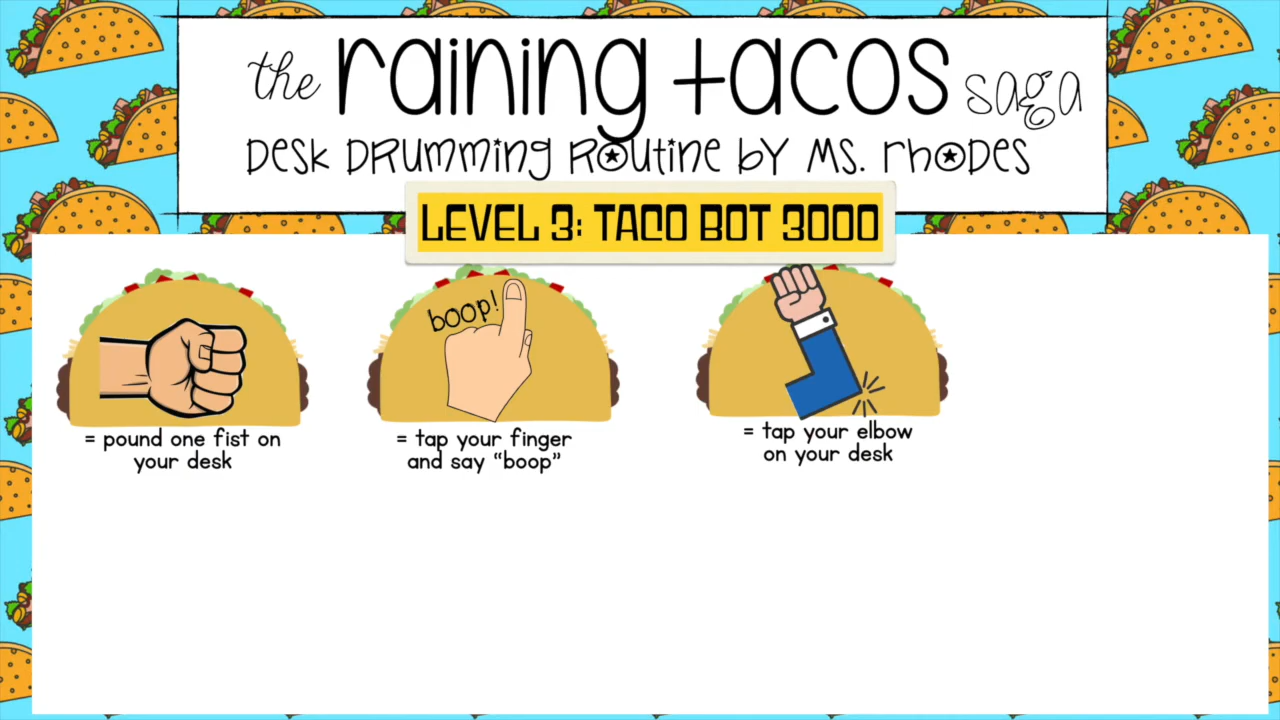 the raining tacos saga
Desk Drumming Routine by Ms. Rhodes
LEVEL 3: TACO BOT 3000
boop!
= pound one fist on
your desk
= tap your finger
and say “boop”
= tap your elbow
on your desk